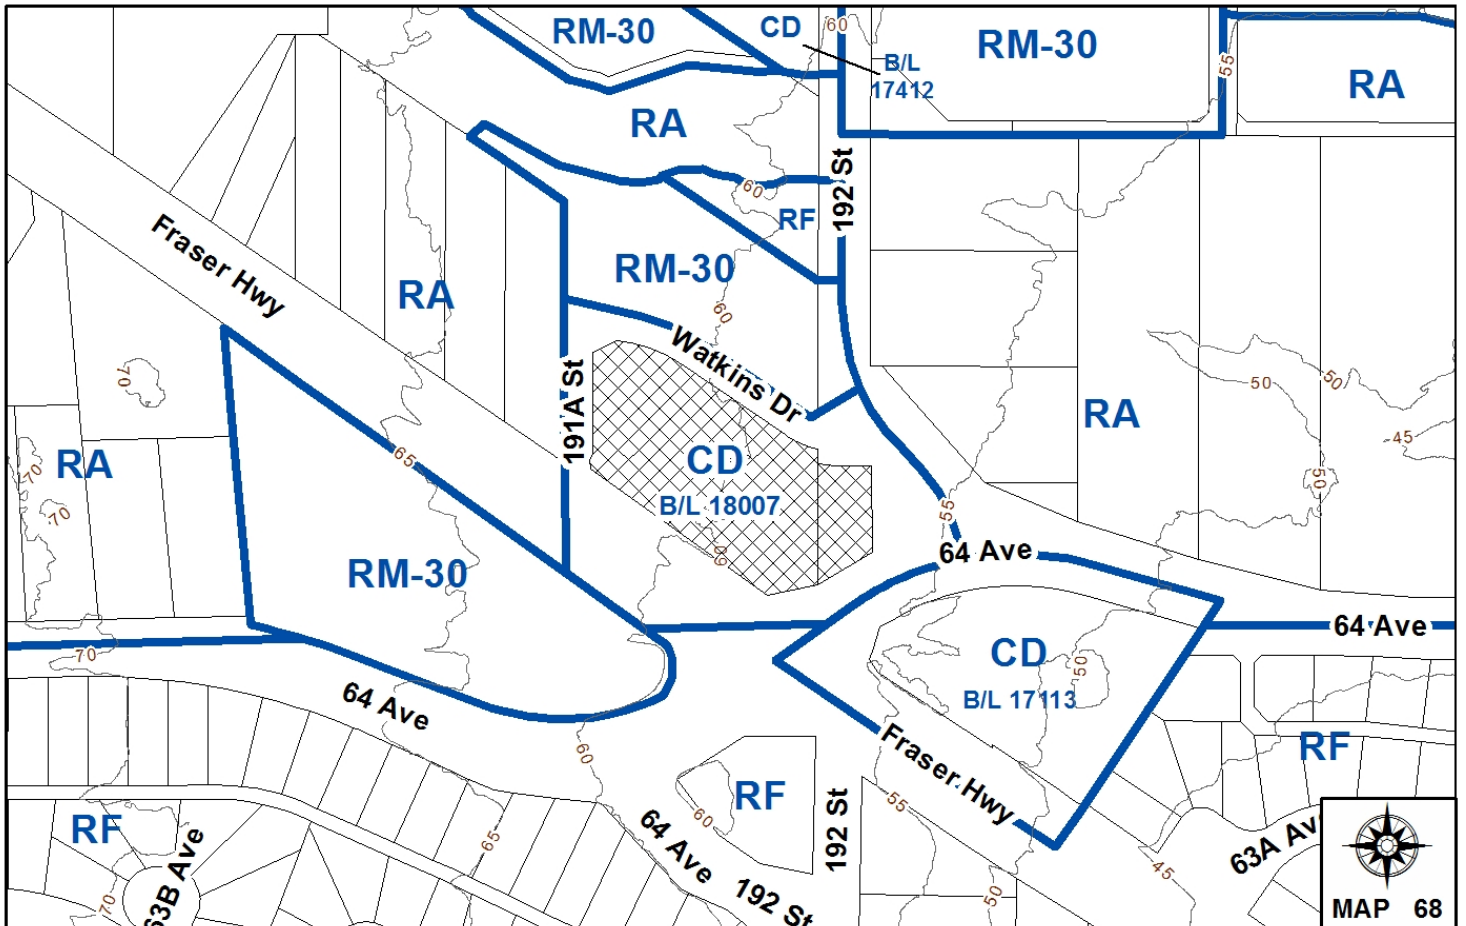 RM-30
CD
60
RM-30
B/L
17412
55
RA
RA
192 St
60
RF
Fraser Hwy
RM-30
RA
60
Watkins Dr
70
191A St
50
50
RA
45
65
CD
RA
70
B/L 18007
50
70
55
60
64 Ave
RM-30
64 Ave
70
CD
50
B/L 17113
64 Ave
60
Fraser Hwy
RF
RF
60
55
192 St
RF
65
64 Ave
63A Av
45
63B Ave
70
192 St
50
MAP 68